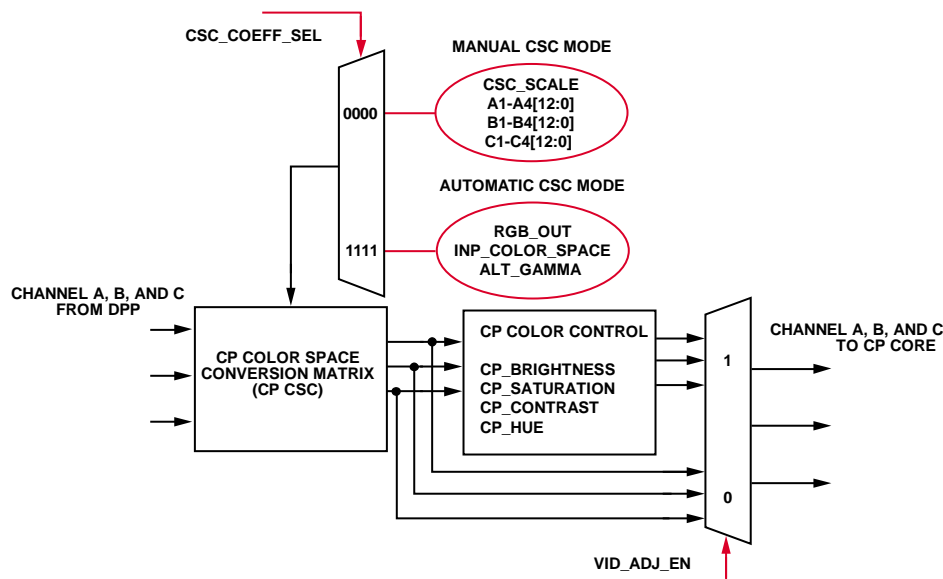 CSC_COEFF_SEL
MANUAL CSC MODE
CSC_SCALE
A1-A4[12:0]
B1-B4[12:0]
C1-C4[12:0]
0000
AUTOMATIC CSC MODE
RGB_OUT
INP_COLOR_SPACE
ALT_GAMMA
1111
CHANNEL A, B, AND C
FROM DPP
CP COLOR SPACE
CONVERSION MATRIX
(CP CSC)
CP COLOR CONTROL
CP_BRIGHTNESS
CP_SATURATION
CP_CONTRAST
CP_HUE
1
0
CHANNEL A, B, AND C
TO CP CORE
VID_ADJ_EN